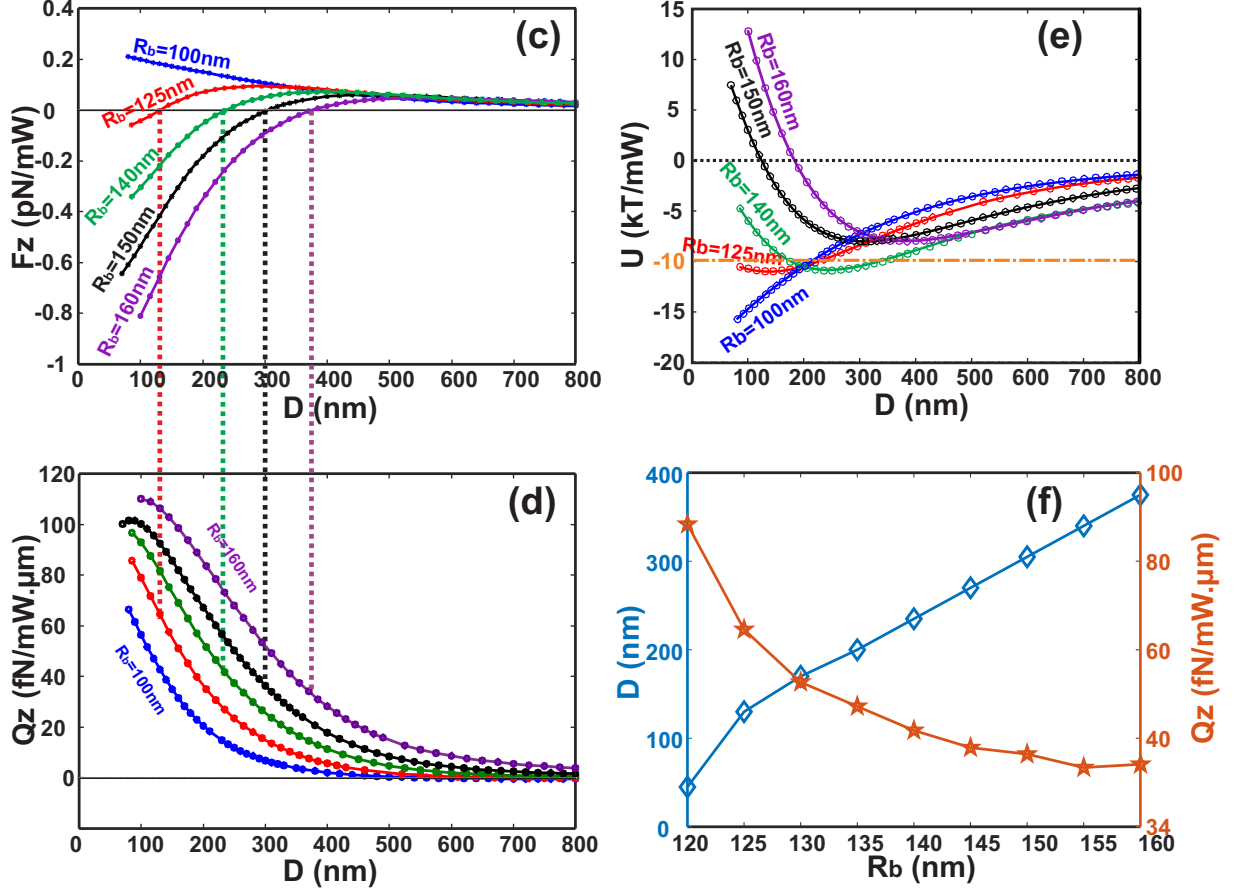 (c)
0.4
0.2
0
-0.2
-0.4
-0.6
-0.8
-1
Fz (pN/mW)
Rb=100nm
Rb=125nm
Rb=140nm
Rb=150nm
Rb=160nm
0 100 200 300 400 500 600 700 800
D (nm)
(e)
15
10
5
0
-5
-10
-15
-20
U (kT/mW)
Rb=160nm
Rb=150nm
Rb=140nm
Rb=125nm
Rb=100nm
0 100 200 300 400 500 600 700 800
D (nm)
(d)
120
100
80
60
40
20
0
Qz (fN/mW.µm)
Rb=160nm
Rb=100nm
0 100 200 300 400 500 600 700 800
D (nm)
(f)
400
300
200
100
0
D (nm)
100
80
60
40
34
Qz (fN/mW.µm)
120 125 130 135 140 145 150 155 160
Rb (nm)